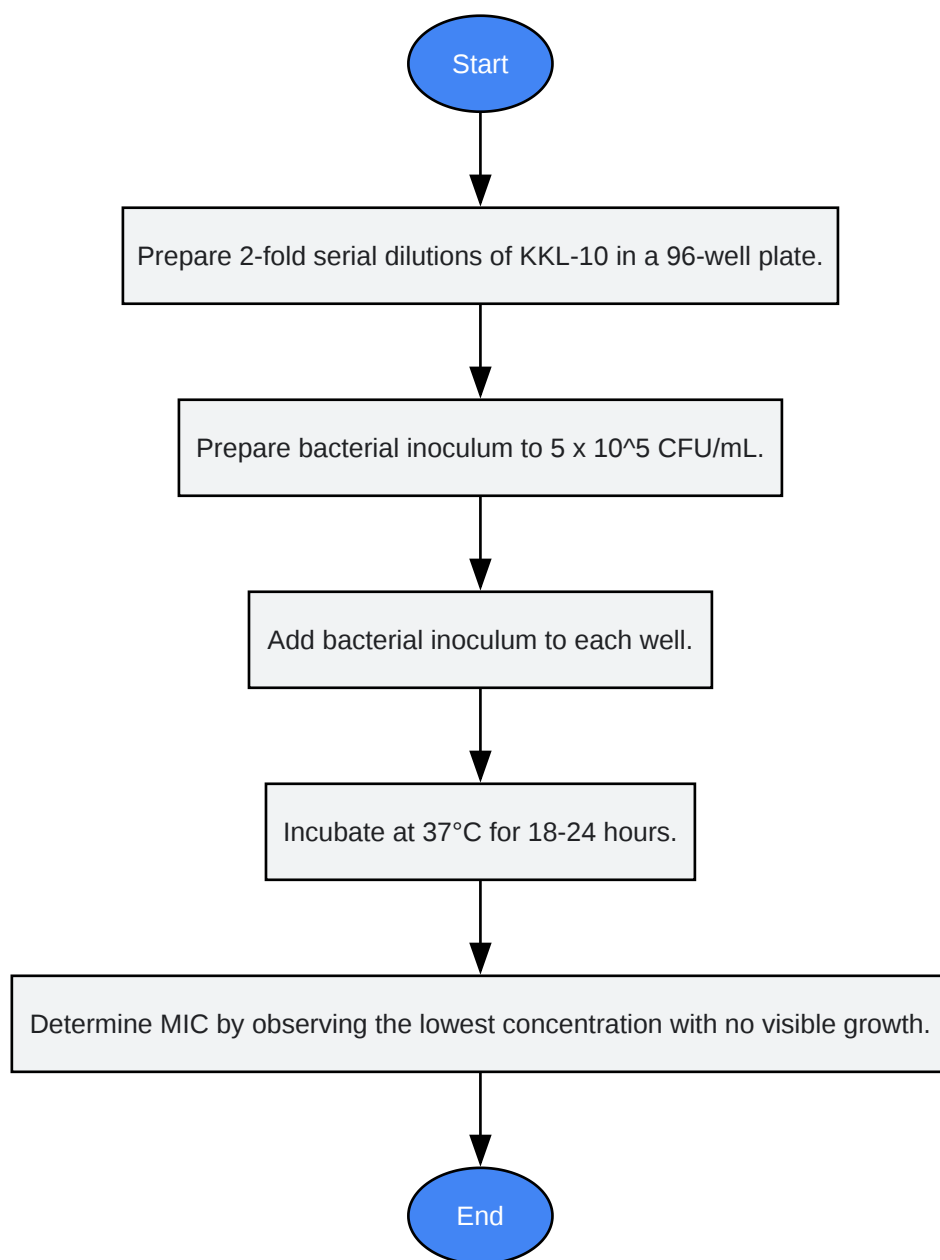 Start
Prepare 2-fold serial dilutions of KKL-10 in a 96-well plate.
Prepare bacterial inoculum to 5 x 10^5 CFU/mL.
Add bacterial inoculum to each well.
Incubate at 37°C for 18-24 hours.
Determine MIC by observing the lowest concentration with no visible growth.
End